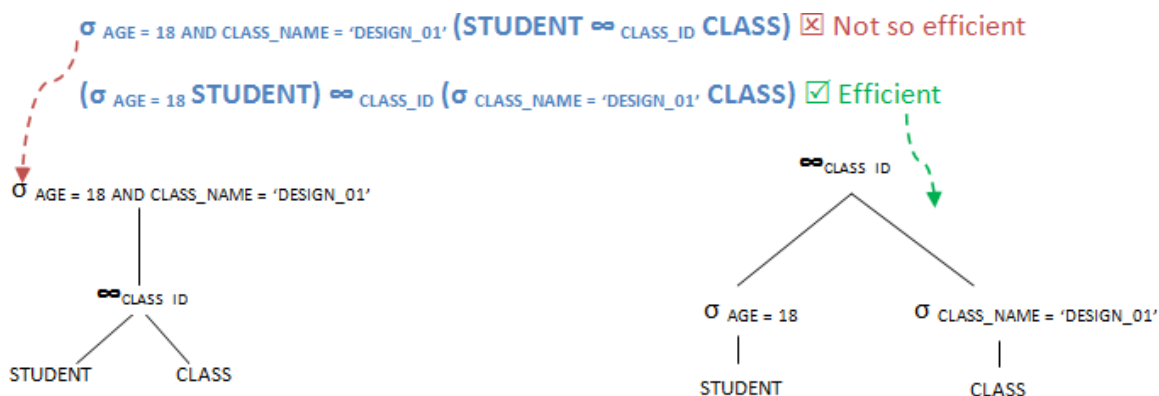 σ AGE = 18 AND CLASS_NAME = ‘DESIGN_01’ (STUDENT ∞ CLASS_ID CLASS) ☒ Not so efficient
(σ AGE = 18 STUDENT) ∞ CLASS_ID (σ CLASS_NAME = ‘DESIGN_01’ CLASS) ☑ Efficient
∞CLASS_ID
σ AGE = 18 AND CLASS_NAME = ‘DESIGN_01’
∞CLASS_ID
σ AGE = 18 σ CLASS_NAME = ‘DESIGN_01’
STUDENT CLASS
STUDENT CLASS